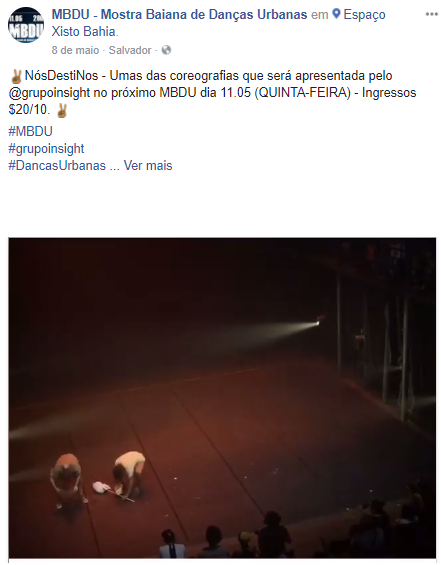 MBDU - Mostra Baiana de Danças Urbanas em Espaço
Xisto Bahia.
8 de maio · Salvador ·
✌🏾NósDestiNos - Umas das coreografias que será apresentada pelo
@grupoinsight no próximo MBDU dia 11.05 (QUINTA-FEIRA) - Ingressos
$20/10. ✌🏾
#MBDU
#grupoinsight
#DancasUrbanas ... Ver mais